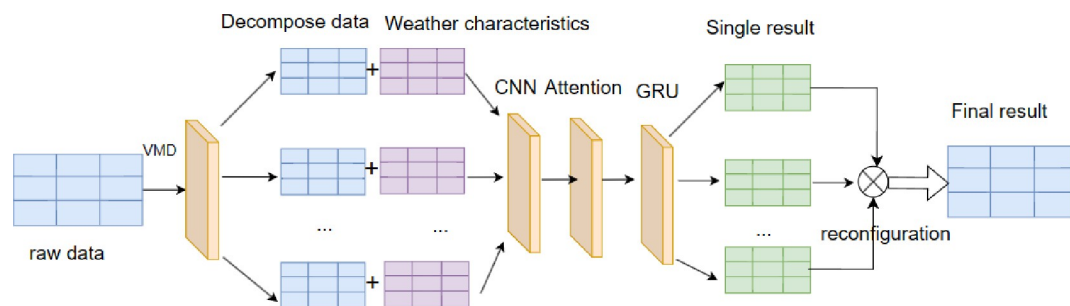 Decompose data
Weather characteristics
Single result
CNN Attention
GRU
Final result
VMD
+
+
...
...
...
reconfiguration
raw data
+